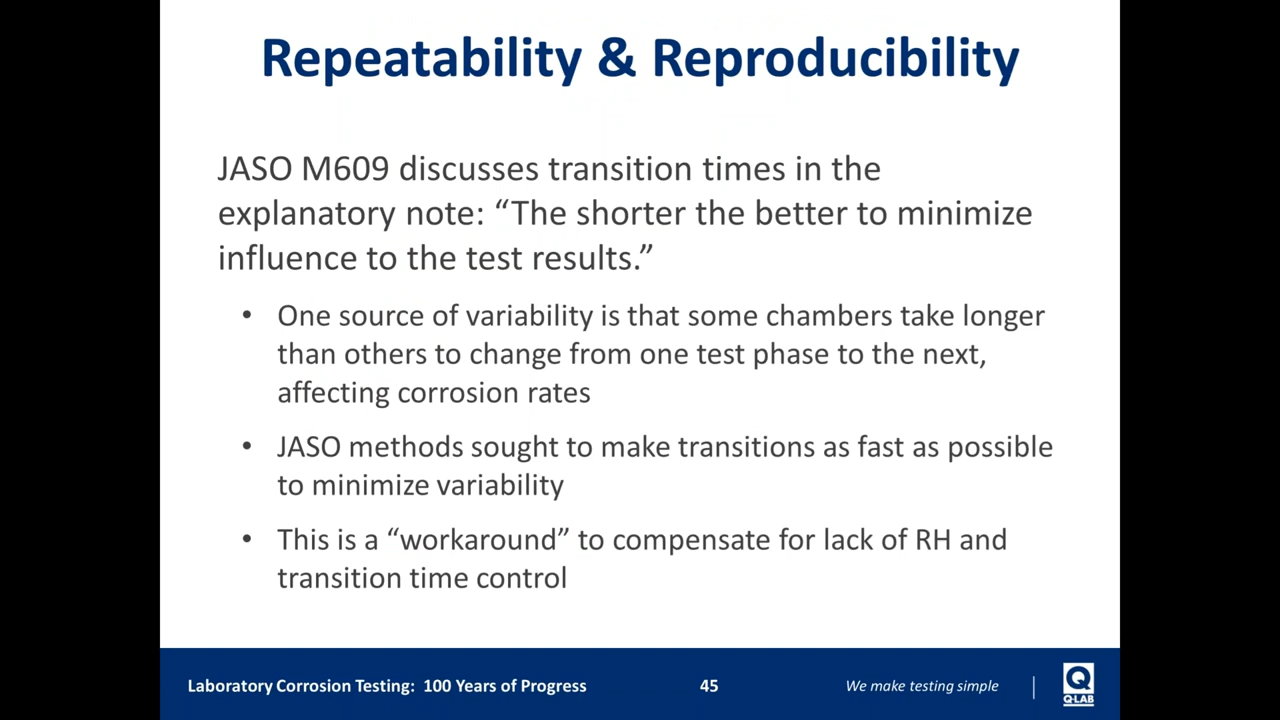 Repeatability & Reproducibility
JASO M609 discusses transition times in the
explanatory note: “The shorter the better to minimize
influence to the test results.”
• One source of variability is that some chambers take longer
than others to change from one test phase to the next,
affecting corrosion rates
• JASO methods sought to make transitions as fast as possible
to minimize variability
• This is a “workaround” to compensate for lack of RH and
transition time control
Laboratory Corrosion Testing: 100 Years of Progress
45
We make testing simple
Q
Q-LAB